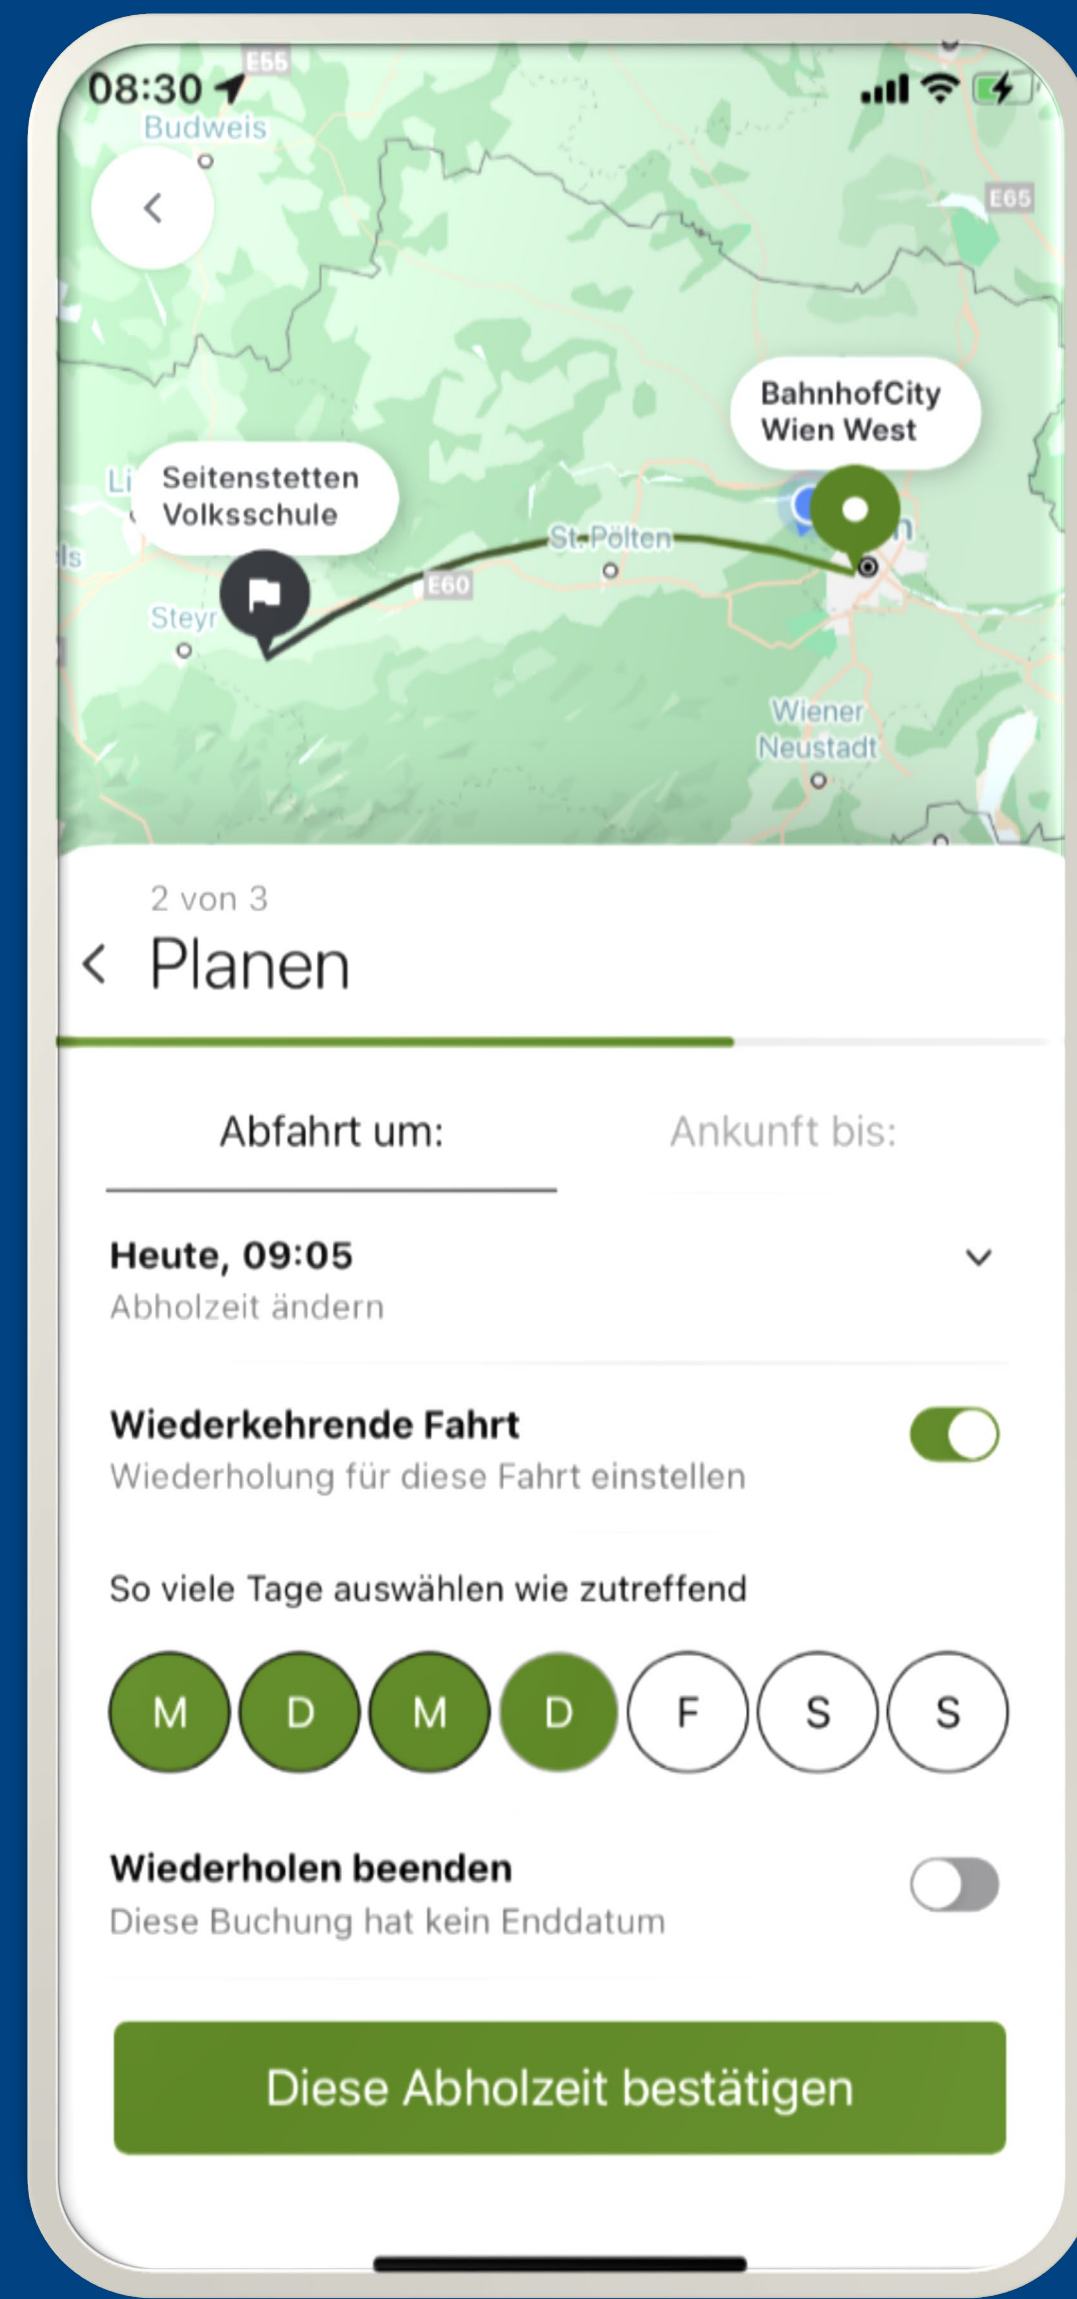 E55
08:30
Budweis
E65
BahnhofCity
Wien West
Seitenstetten
Volksschule
St. Pölten
E60
Steyr
Wiener
Neustadt
2 von 3
Planen
Abfahrt um:
Ankunft bis:
Heute, 09:05
Abholzeit ändern
Wiederkehrende Fahrt
Wiederholung für diese Fahrt einstellen
So viele Tage auswählen wie zutreffend
M D M D F S S
Wiederholen beenden
Diese Buchung hat kein Enddatum
Diese Abholzeit bestätigen